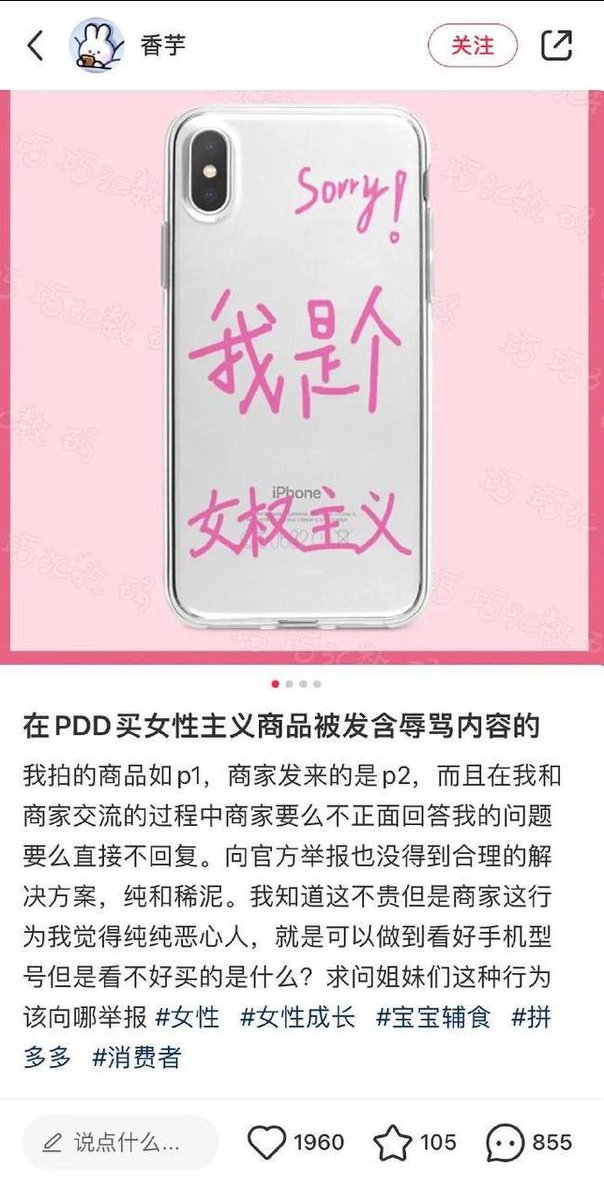 香芋
关注
Sorry!
我是个
iPhone
女权主义
在PDD买女性主义商品被发含辱骂内容的
我拍的商品如p1，商家发来的是p2，而且在我和
商家交流的过程中商家要么不正面回答我的问题
要么直接不回复。向官方举报也没得到合理的解
决方案，纯和稀泥。我知道这不贵但是商家这行
为我觉得纯纯恶心人，就是可以做到看好手机型
号但是看不好买的是什么？求问姐妹们这种行为
该向哪举报 #女性 #女性成长 #宝宝辅食 #拼
多多 #消费者
说点什么...
1960
105
855